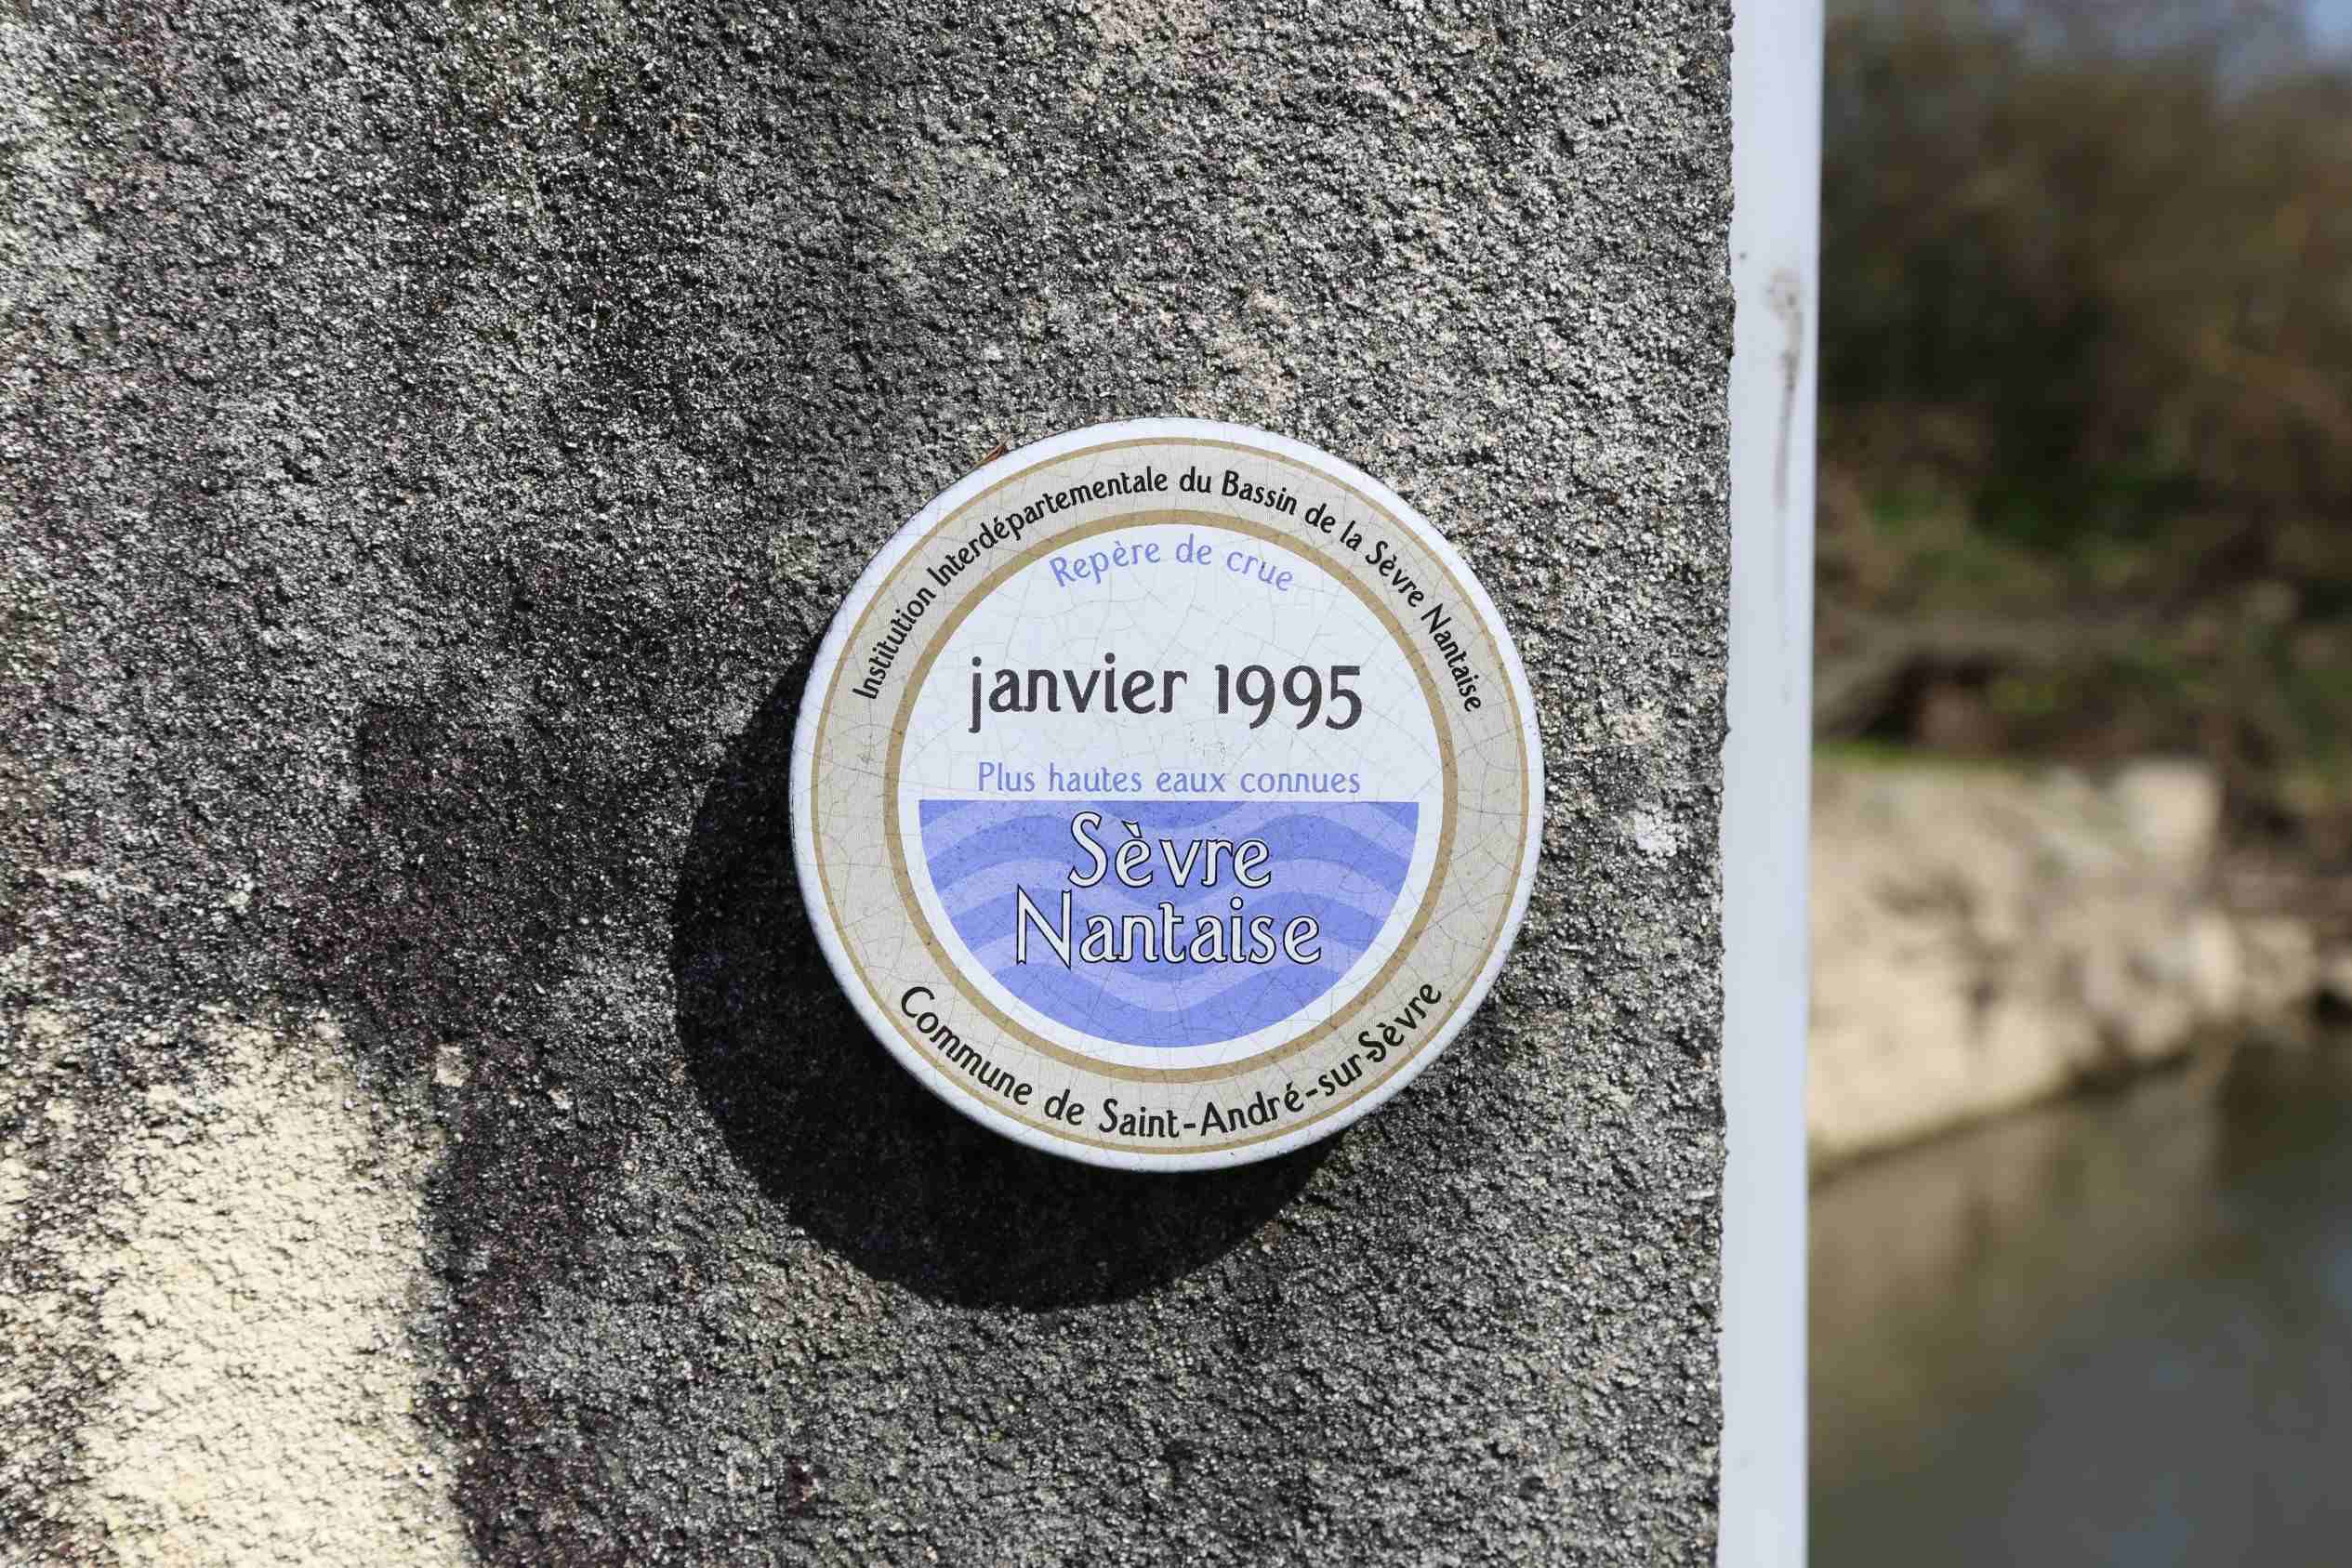 Institution Interdépartementale du Bassin de la Sèvre Nantaise
Repère de crue
janvier 1995
Plus hautes eaux connues
Sèvre
Nantaise
Commune de Saint-André-sur-Sèvre